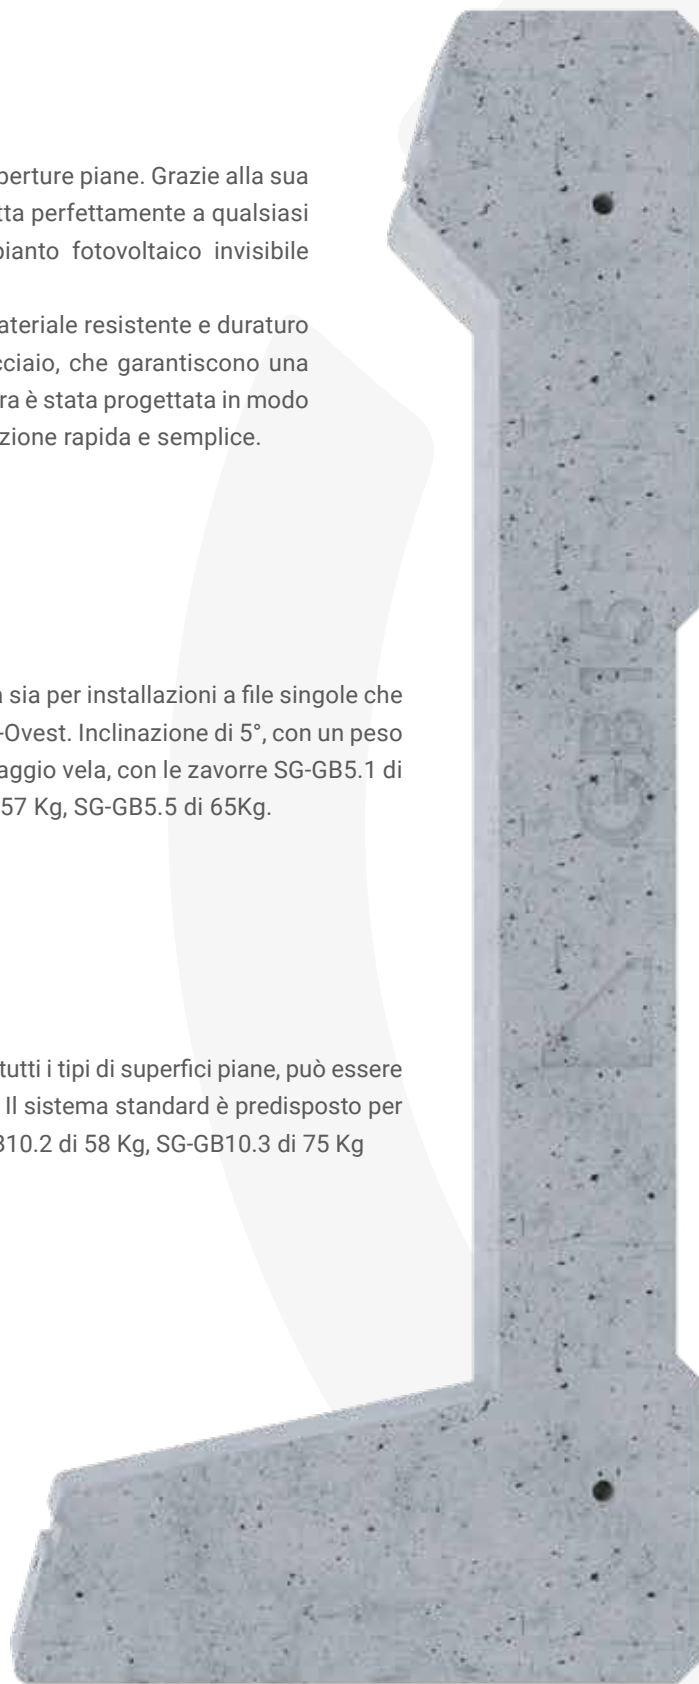 perture piane. Grazie alla sua
tta perfettamente a qualsiasi
pianto fotovoltaico invisibile
ateriale resistente e duraturo
cciaio, che garantiscono una
ra è stata progettata in modo
zione rapida e semplice.
a sia per installazioni a file singole che
-Ovest. Inclinazione di 5°, con un peso
aggio vela, con le zavorre SG-GB5.1 di
57 Kg, SG-GB5.5 di 65Kg.
tutti i tipi di superfici piane, può essere
Il sistema standard è predisposto per
B10.2 di 58 Kg, SG-GB10.3 di 75 Kg
GB15